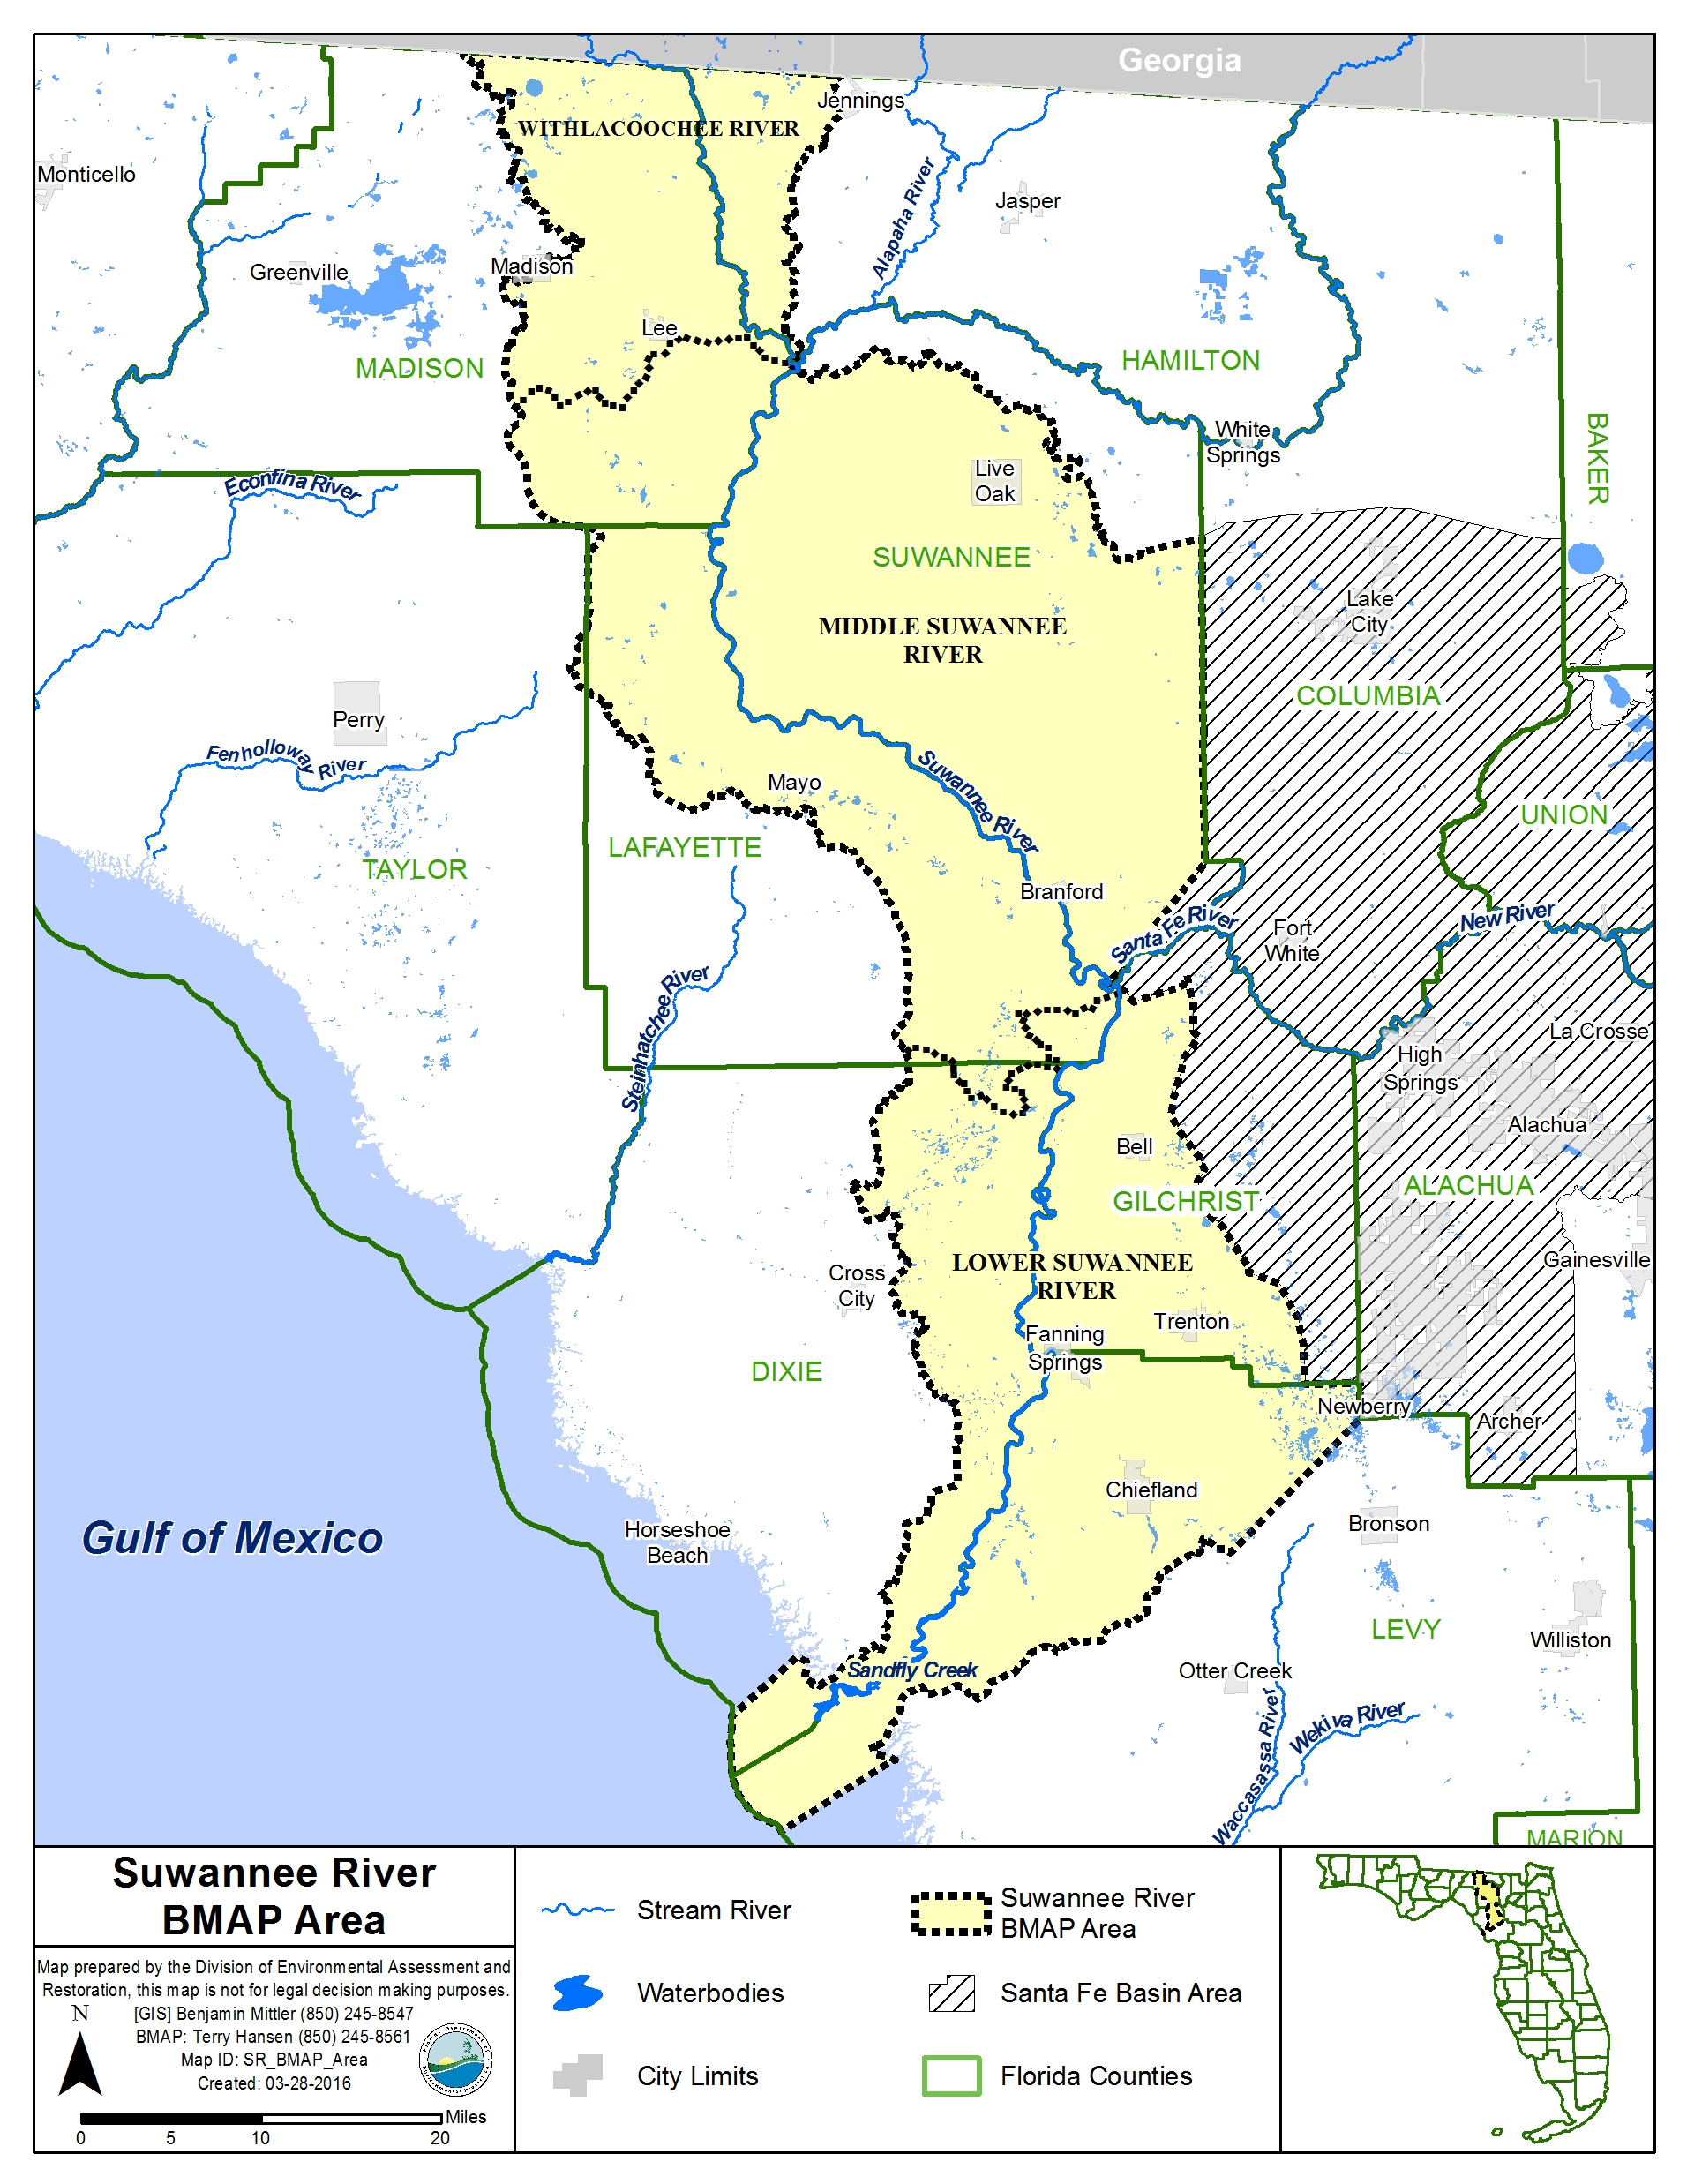 Georgia
Jennings
WITHLACOOCHEE RIVER
Monticello
Alapaha River
Jasper
Greenville
Madison
Lee
MADISON
HAMILTON
White
Springs
BAKER
Econfina River
Live
Oak
SUWANNEE
Lake
City
MIDDLE SUWANNEE
RIVER
COLUMBIA
Perry
Fenholloway River
Mayo
Suwannee River
UNION
LAFAYETTE
TAYLOR
Branford
Santa Fe River
Fort
White
New River
Steinhatchee River
La Crosse
High
Springs
Alachua
Bell
GILCHRIST
ALACHUA
LOWER SUWANNEE
RIVER
Gainesville
Cross
City
Trenton
Fanning
Springs
DIXIE
Newberry
Archer
Chiefland
Gulf of Mexico
Horseshoe
Beach
Bronson
LEVY
Williston
Sandfly Creek
Otter Creek
Waccasassa River
Wekiva River
MARION
Suwannee River
BMAP Area
Map prepared by the Division of Environmental Assessment and
Restoration, this map is not for legal decision making purposes.
N
[GIS] Benjamin Mittler (850) 245-8547
BMAP: Terry Hansen (850) 245-8561
Map ID: SR_BMAP_Area
Created: 03-28-2016
Miles
0 5 10 20
Stream River
Waterbodies
City Limits
Suwannee River
BMAP Area
Santa Fe Basin Area
Florida Counties